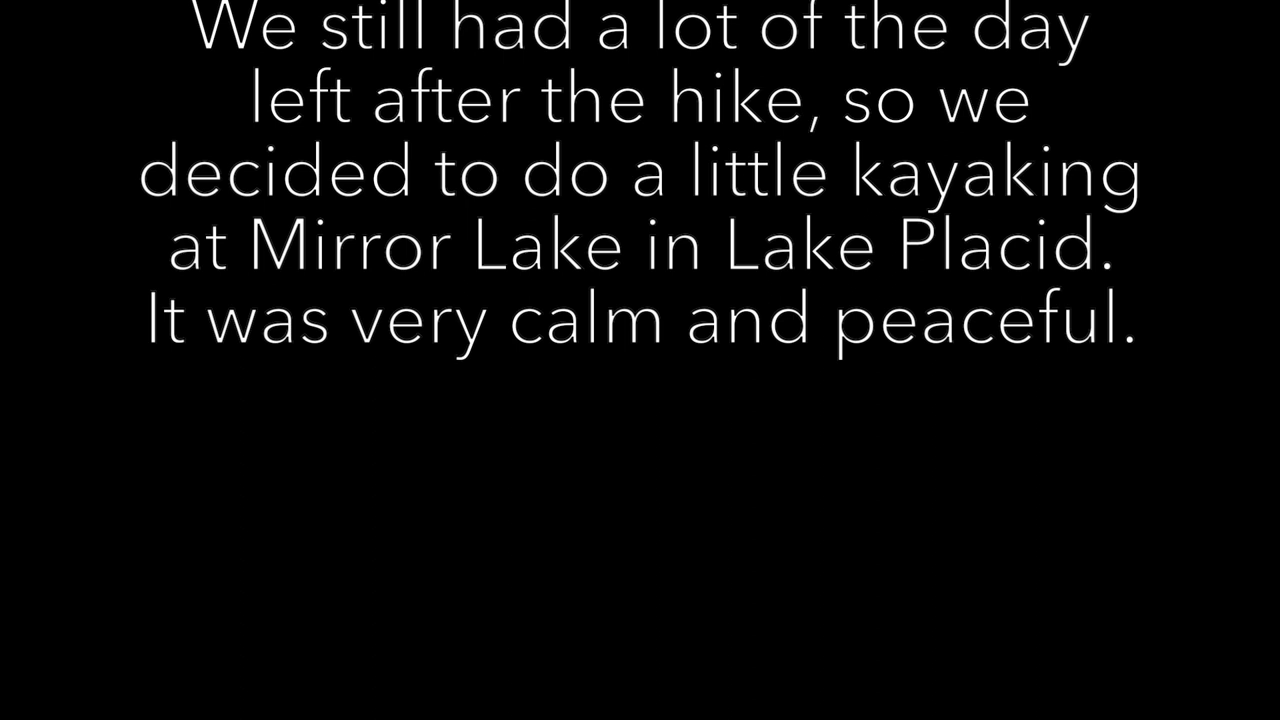 We still had a lot of the day
left after the hike, so we
decided to do a little kayaking
at Mirror Lake in Lake Placid.
It was very calm and peaceful.